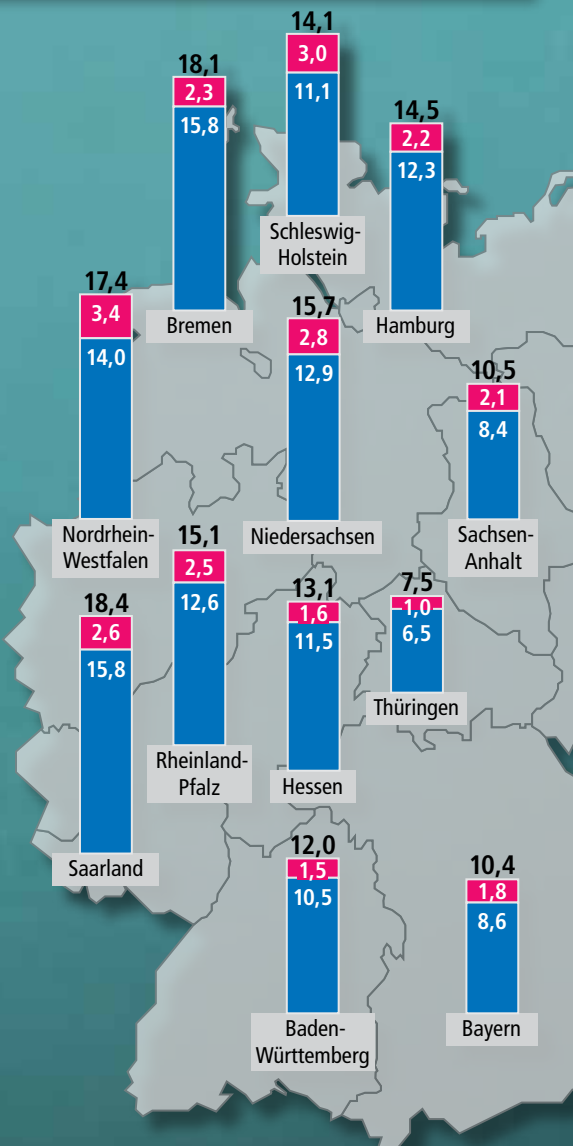 14,1
3,0
11,1
Schleswig-
Holstein
18,1
2,3
15,8
Bremen
14,5
2,2
12,3
Hamburg
17,4
3,4
14,0
Nordrhein-
Westfalen
15,7
2,8
12,9
Niedersachsen
10,5
2,1
8,4
Sachsen-
Anhalt
15,1
2,5
12,6
Rheinland-
Pfalz
13,1
1,6
11,5
Hessen
7,5
1,0
6,5
Thüringen
18,4
2,6
15,8
Saarland
12,0
1,5
10,5
Baden-
Württemberg
10,4
1,8
8,6
Bayern